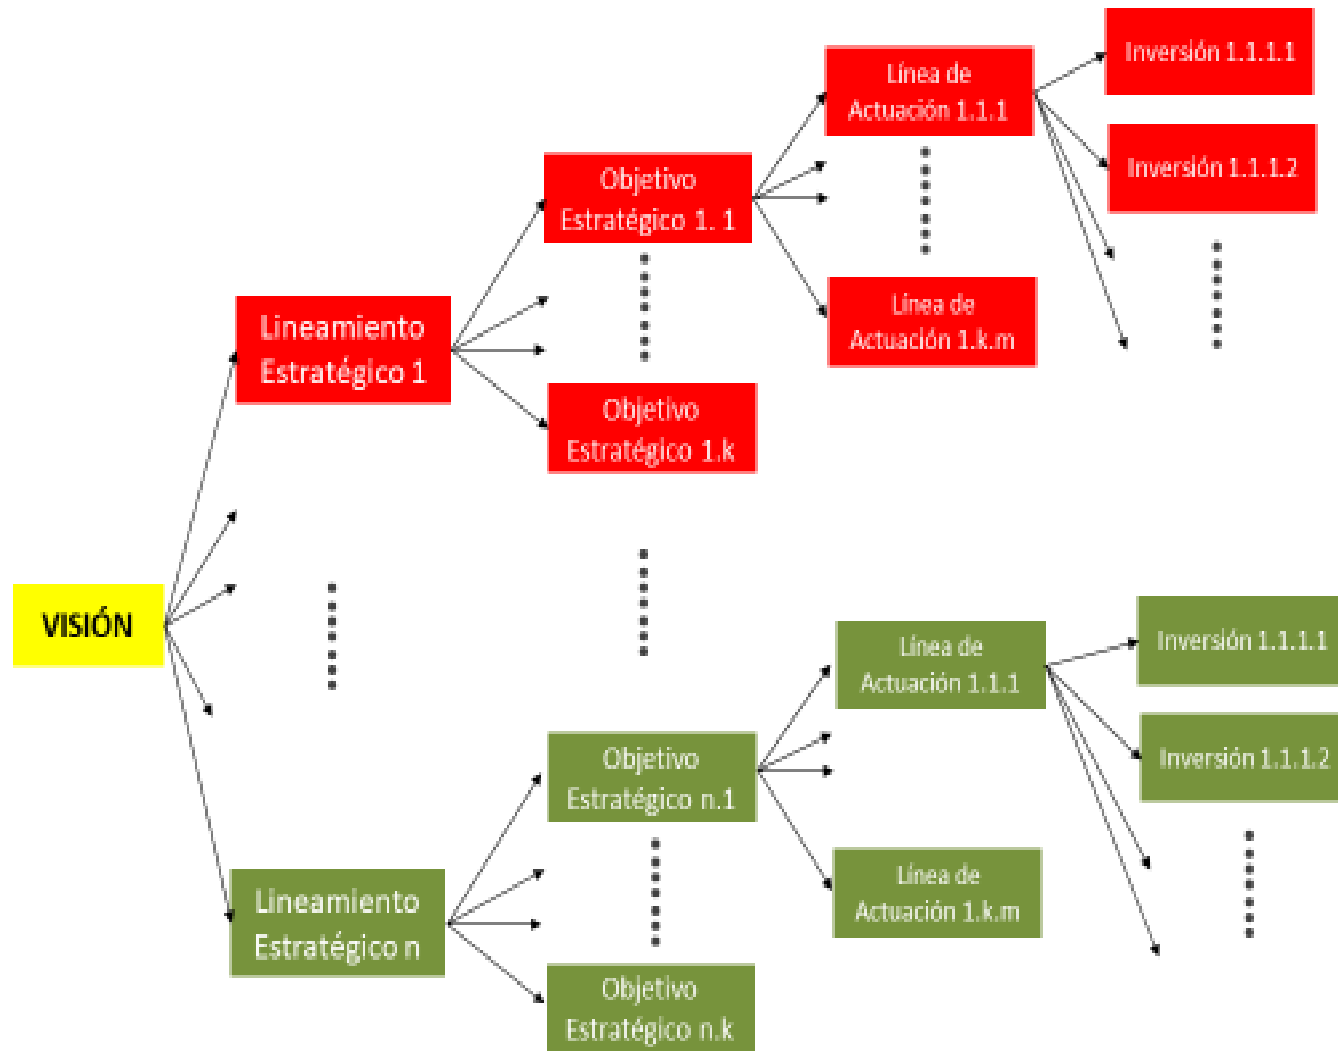 Inversión 1.1.1.1
Línea de
Actuación 1.1.1
Inversión 1.1.1.2
Objetivo
Estratégico 1. 1
Línea de
Actuación 1.k.m
Lineamiento
Estratégico 1
Objetivo
Estratégico 1.k
VISIÓN
Inversión 1.1.1.1
Línea de
Actuación 1.1.1
Inversión 1.1.1.2
Objetivo
Estratégico n.1
Línea de
Actuación 1.k.m
Lineamiento
Estratégico n
Objetivo
Estratégico n.k